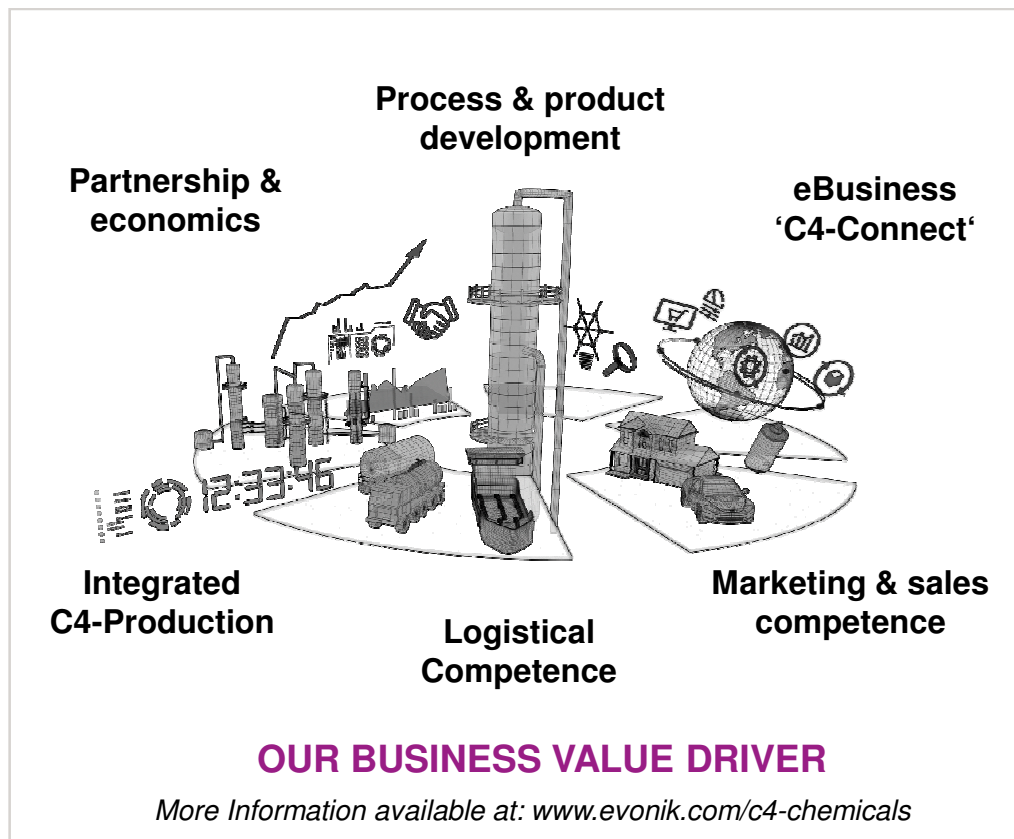 Process & product
development
Partnership &
economics
eBusiness
‘C4-Connect‘
12:33:46
Integrated
C4-Production
Logistical
Competence
Marketing & sales
competence
OUR BUSINESS VALUE DRIVER
More Information available at: www.evonik.com/c4-chemicals